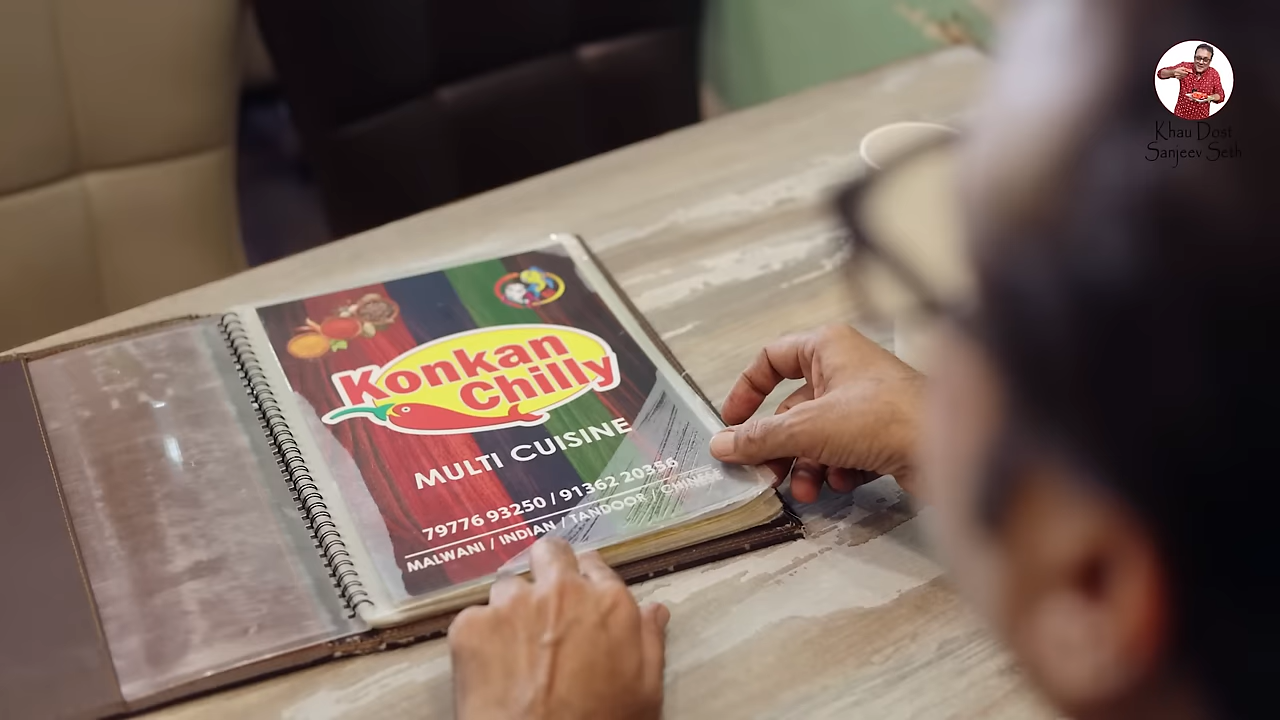 Khau Dost
Sanjeev Seth
Konkan
Chilly
MULTI CUISINE
79776 93250 / 91362 20356
MALWANI / INDIAN / TANDOOR / CHINESE